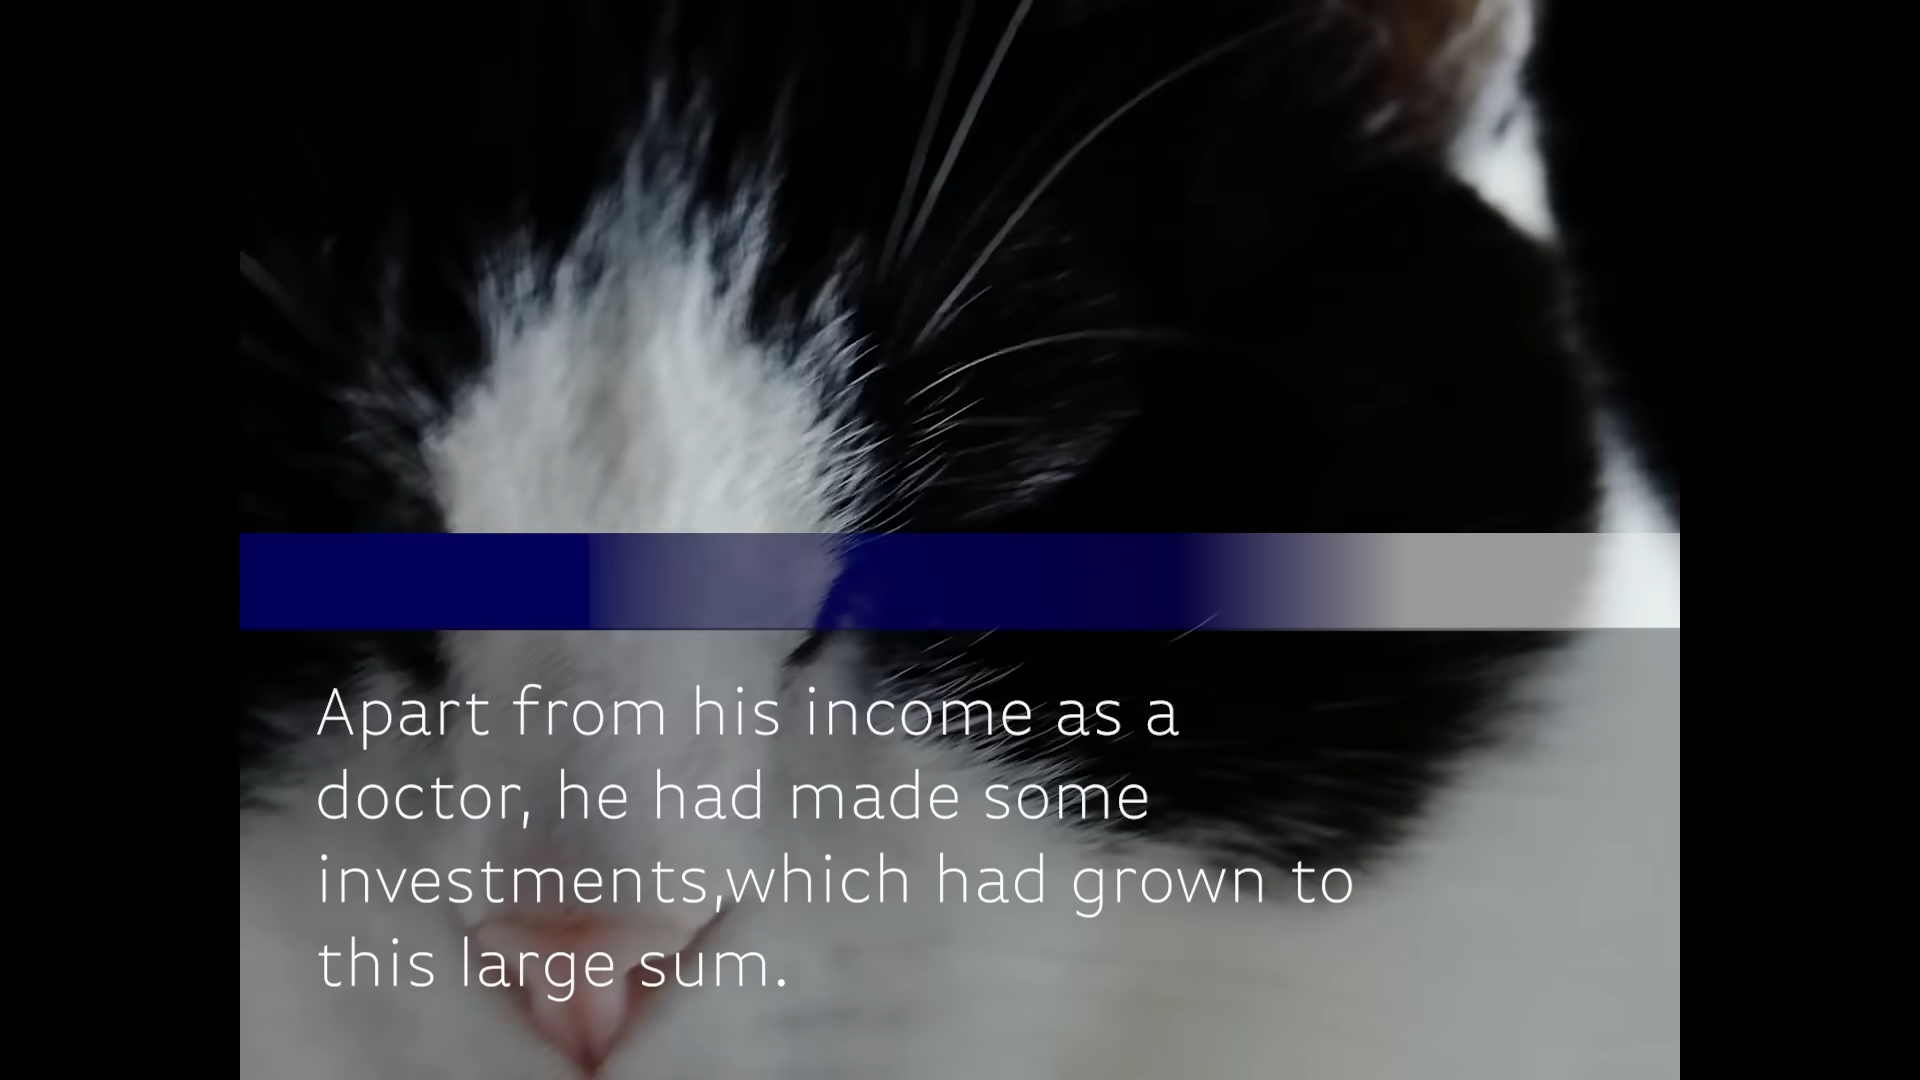 Apart from his income as a
doctor, he had made some
investments,which had grown to
this large sum.